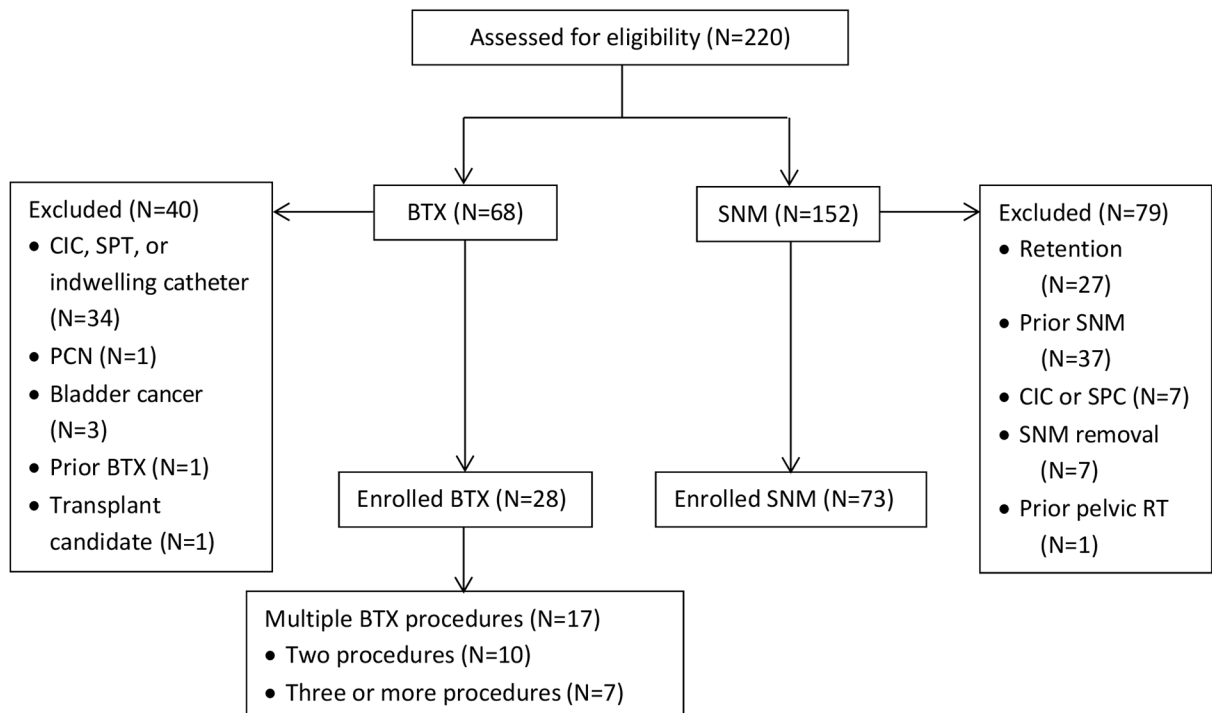 Assessed for eligibility (N=220)
BTX (N=68)
SNM (N=152)
Excluded (N=40)
• CIC, SPT, or
indwelling catheter
(N=34)
• PCN (N=1)
• Bladder cancer
(N=3)
• Prior BTX (N=1)
• Transplant
candidate (N=1)
Excluded (N=79)
• Retention
(N=27)
• Prior SNM
(N=37)
• CIC or SPC (N=7)
• SNM removal
(N=7)
• Prior pelvic RT
(N=1)
Enrolled BTX (N=28)
Enrolled SNM (N=73)
Multiple BTX procedures (N=17)
• Two procedures (N=10)
• Three or more procedures (N=7)